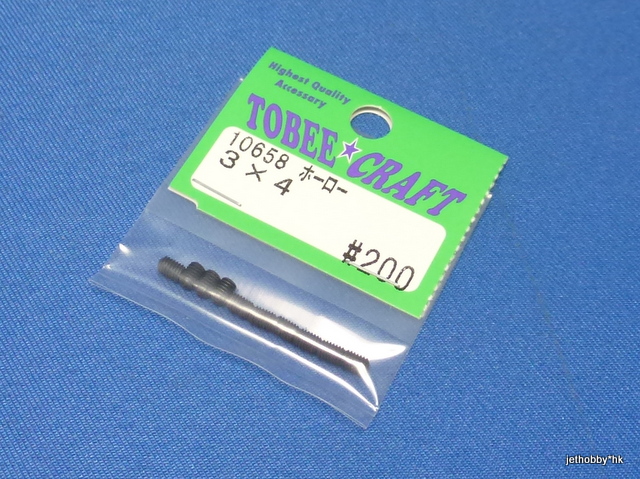 Highest Quality
Accessory
TOBEE★CRAFT
10658 ホーロー
3×4
#200
jethobby*hk